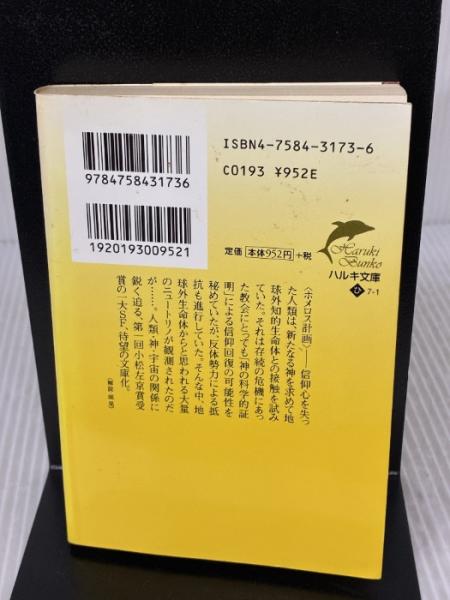 ISBN4-7584-3173-6
C0193 ¥952E
9784758431736
1920193009521
定価 本体952円 +税
Haruki
Bunko
ハルキ文庫
ひ 7-1
〈ホメロス計画〉――信仰心を失っ
た人類は、新たなる神を求めて地
球外知的生命体との接触を試み
ていた。それは存続の危機にあっ
た教会にとっても「神の科学的証
明」による信仰回復の可能性を
秘めていたが、反体勢力による抵
抗も進行していた。そんな中、地
球外生命体からと思われる大量
のニュートリノが観測されたのだ
が……。人類・神・宇宙の関係に
鋭く迫る、第一回小松左京賞受
賞の一大SF、待望の文庫化。